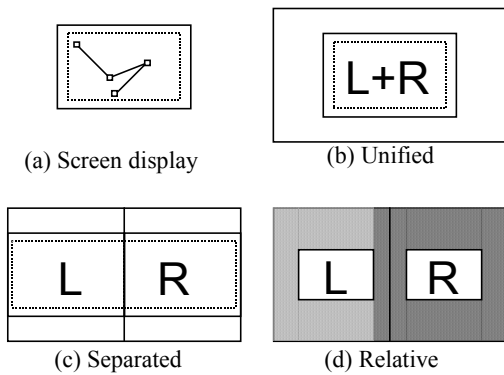 (a) Screen display
L+R
(b) Unified
L R
(c) Separated
L R
(d) Relative